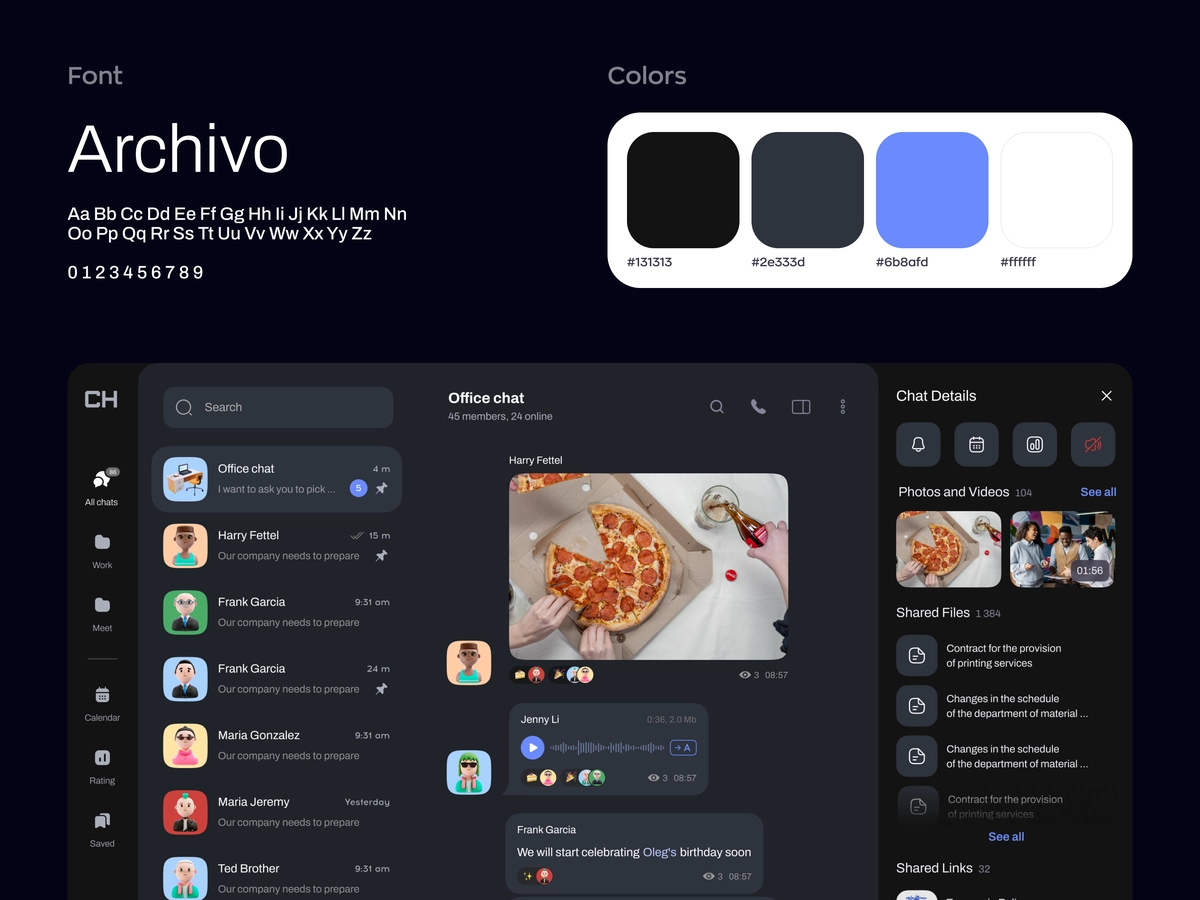 Font
Archivo
Aa Bb Cc Dd Ee Ff Gg Hh Ii Jj Kk Ll Mm Nn
Oo Pp Qq Rr Ss Tt Uu Vv Ww Xx Yy Zz
0 1 2 3 4 5 6 7 8 9
Colors
#131313
#2e333d
#6b8afd
#ffffff
CH
86
All chats
Work
Meet
Calendar
Rating
Saved
Search
Office chat
4 m
I want to ask you to pick ...
5
Harry Fettel
15 m
Our company needs to prepare
Frank Garcia
9:31 am
Our company needs to prepare
Frank Garcia
24 m
Our company needs to prepare
Maria Gonzalez
9:31 am
Our company needs to prepare
Maria Jeremy
Yesterday
Our company needs to prepare
Ted Brother
9:31 am
Our company needs to prepare
Office chat
45 members, 24 online
Harry Fettel
3 08:57
Jenny Li
0:36, 2.0 Mb
A
3 08:57
Frank Garcia
We will start celebrating Oleg's birthday soon
3 08:57
Chat Details
Photos and Videos 104
See all
01:56
Shared Files 1 384
Contract for the provision
of printing services
Changes in the schedule
of the department of material ...
Changes in the schedule
of the department of material ...
Contract for the provision
of printing services
See all
Shared Links 32